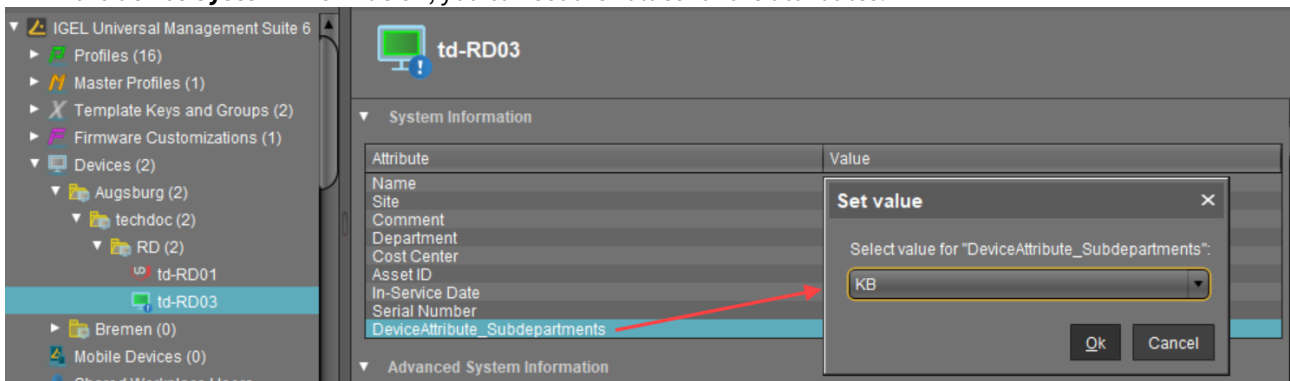 IGEL Universal Management Suite 6
Profiles (16)
Master Profiles (1)
Template Keys and Groups (2)
Firmware Customizations (1)
Devices (2)
Augsburg (2)
techdoc (2)
RD (2)
td-RD01
td-RD03
Bremen (0)
Mobile Devices (0)
td-RD03
System Information
Attribute Value
Name
Site
Comment
Department
Cost Center
Asset ID
In-Service Date
Serial Number
DeviceAttribute_Subdepartments
Advanced System Information
Set value
Select value for "DeviceAttribute_Subdepartments":
KB
Ok Cancel